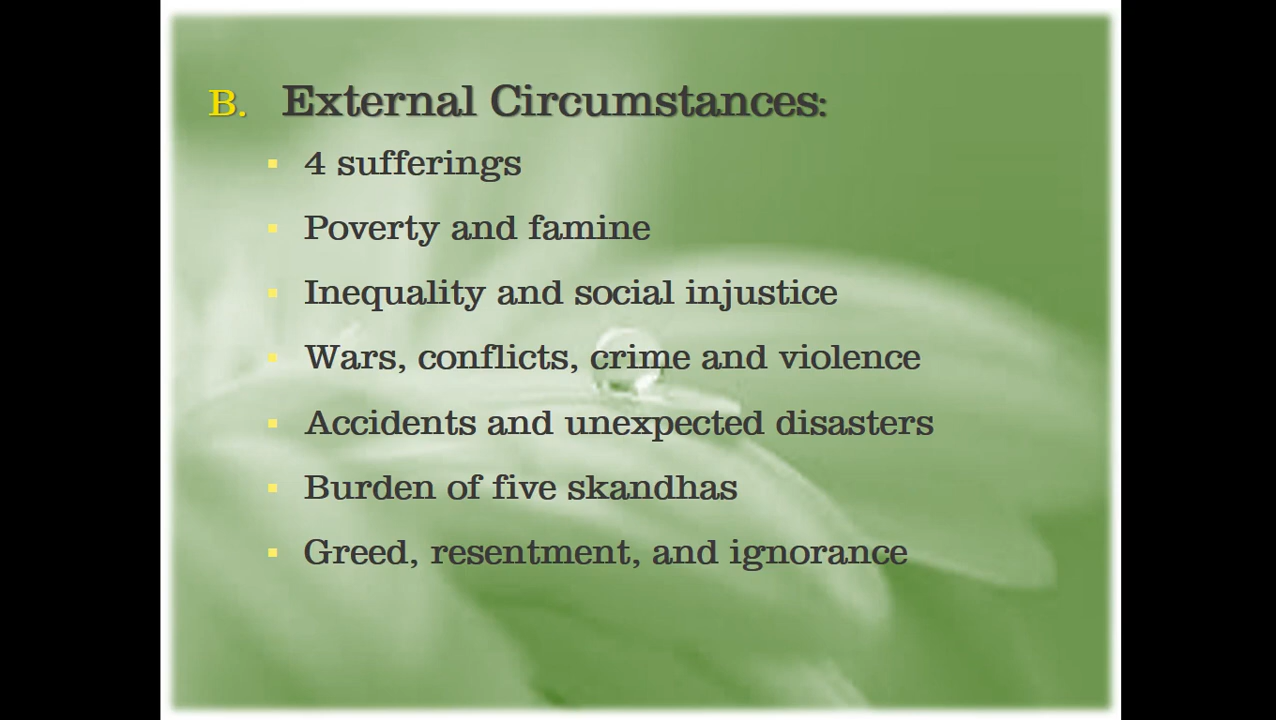 B. External Circumstances:
▪ 4 sufferings
▪ Poverty and famine
▪ Inequality and social injustice
▪ Wars, conflicts, crime and violence
▪ Accidents and unexpected disasters
▪ Burden of five skandhas
▪ Greed, resentment, and ignorance